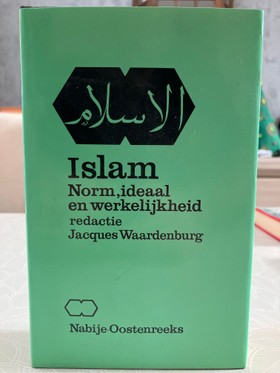 الاسلام
Islam
Norm, ideaal
en werkelijkheid
redactie
Jacques Waardenburg
Nabije-Oostenreeks